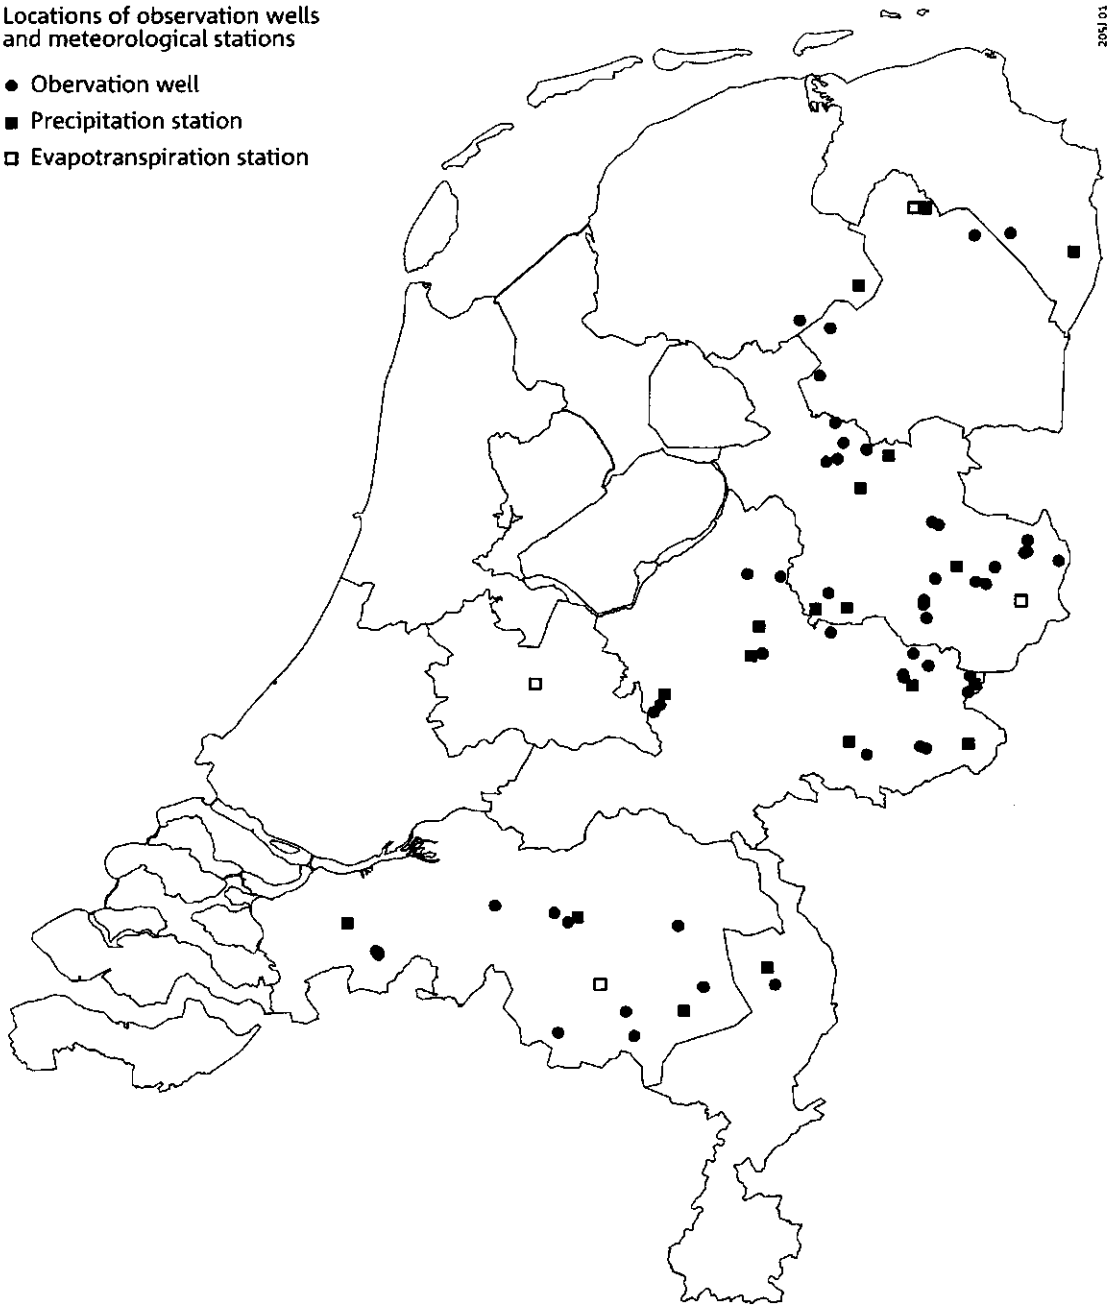 Locations of observation wells
and meteorological stations
Obervation well
Precipitation station
Evapotranspiration station
205J 01